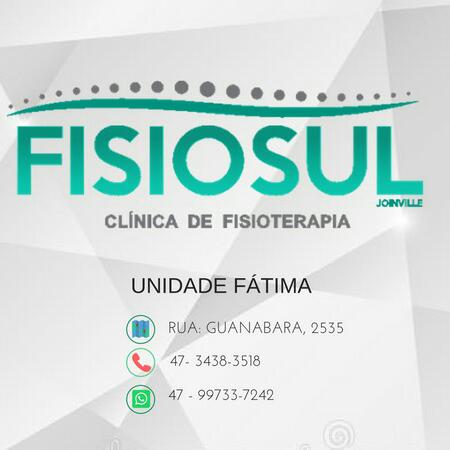 FISIOSUL
JOINVILLE
CLÍNICA DE FISIOTERAPIA
UNIDADE FÁTIMA
RUA: GUANABARA, 2535
47- 3438-3518
47 - 99733-7242